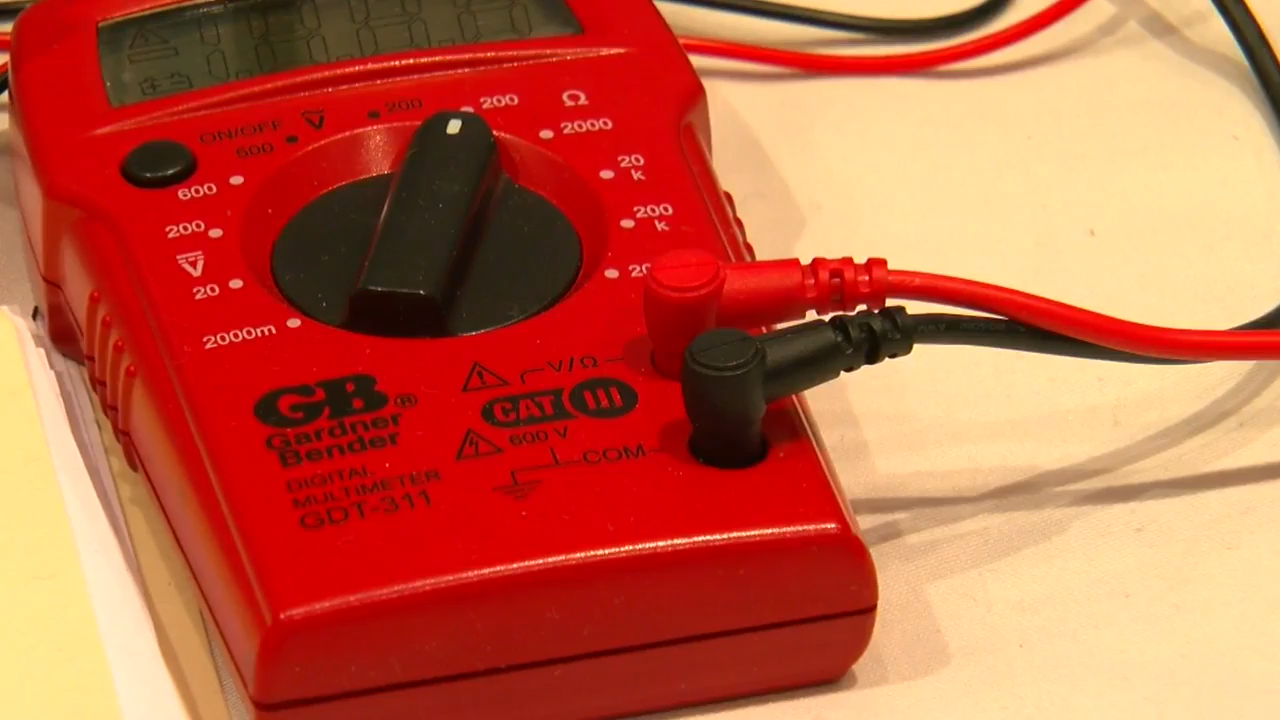 ON/OFF
V
200
200
Ω
500
2000
600
20
k
200
200
k
V
20
20
2000m
V/Ω
GB®
CAT III
Gardner
Bender
600 V
COM
DIGITAL
MULTIMETER
GDT-311